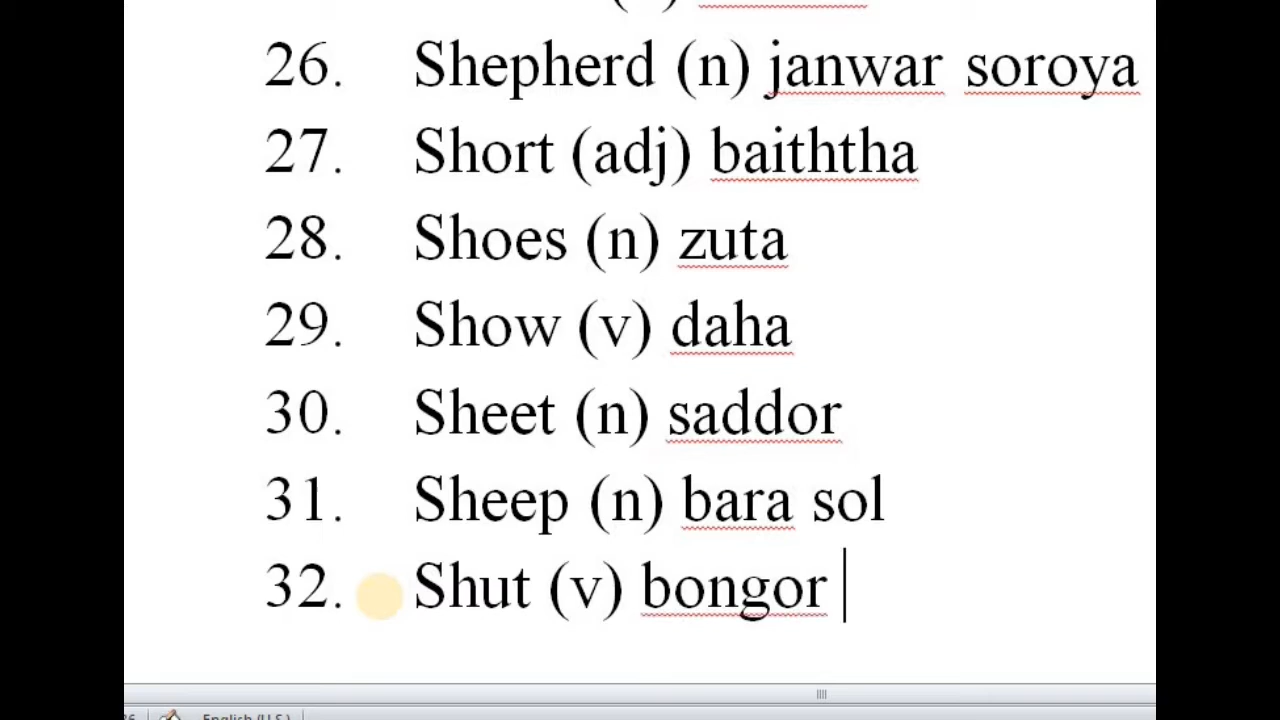 26. Shepherd (n) janwar soroya
27. Short (adj) baiththa
28. Shoes (n) zuta
29. Show (v) daha
30. Sheet (n) saddor
31. Sheep (n) bara sol
32. Shut (v) bongor
English (U.S.)